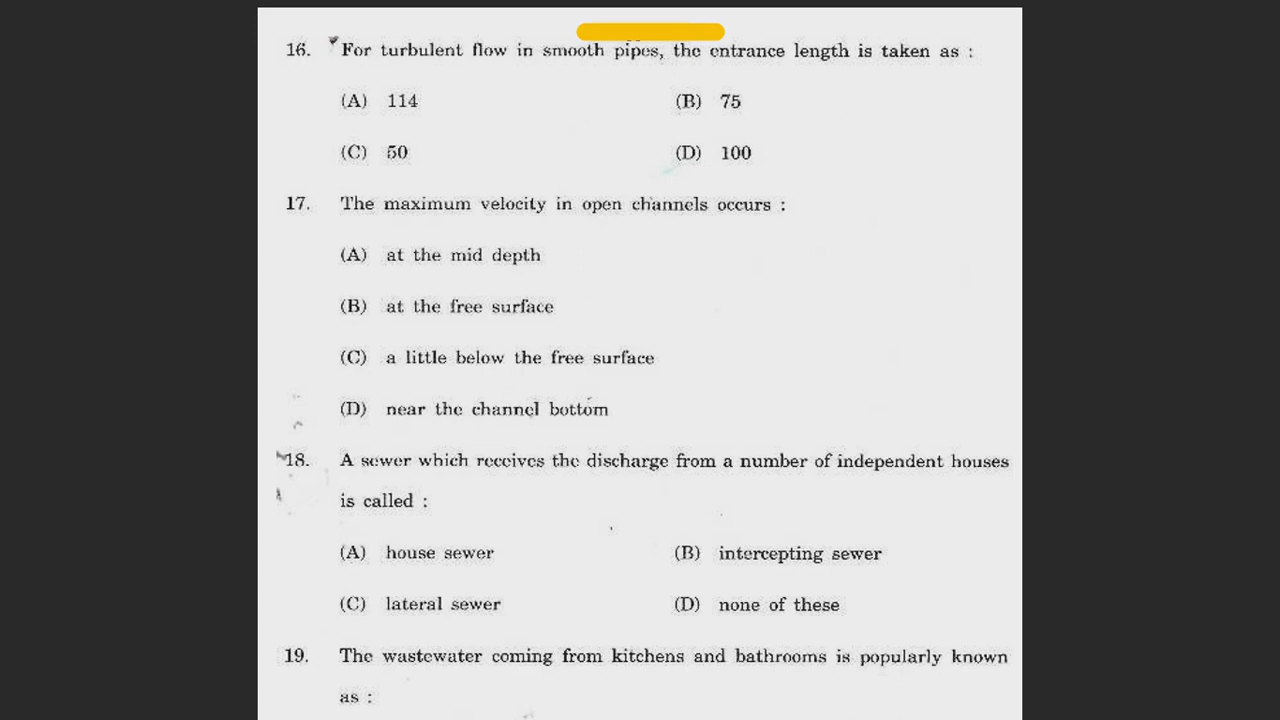 16. For turbulent flow in smooth pipes, the entrance length is taken as :
(A) 114 (B) 75
(C) 50 (D) 100
17. The maximum velocity in open channels occurs :
(A) at the mid depth
(B) at the free surface
(C) a little below the free surface
(D) near the channel bottom
18. A sewer which receives the discharge from a number of independent houses
is called :
(A) house sewer (B) intercepting sewer
(C) lateral sewer (D) none of these
19. The wastewater coming from kitchens and bathrooms is popularly known
as :